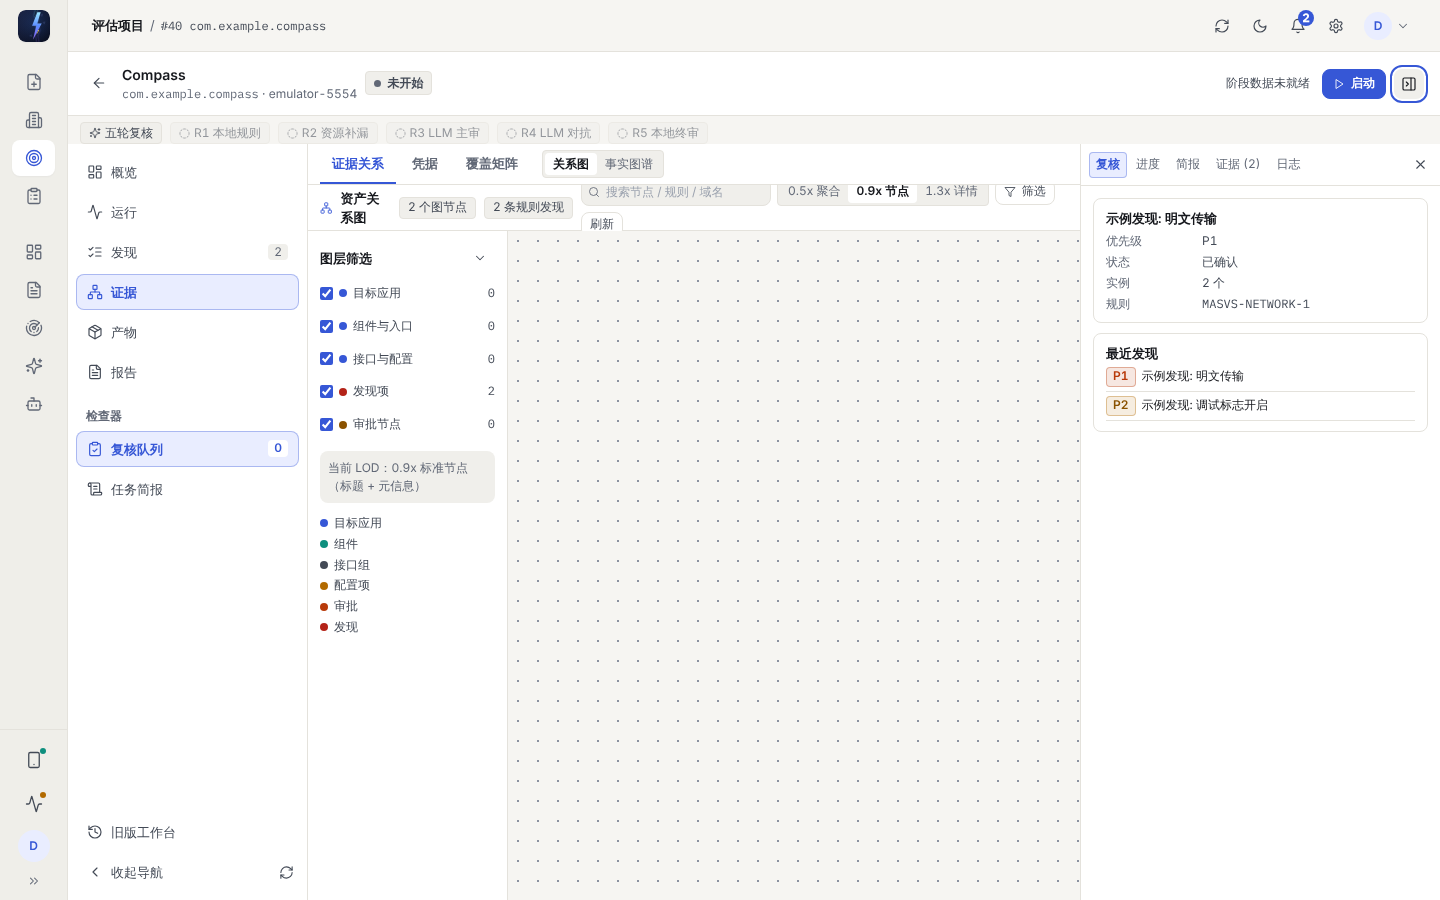 评估项目 / #40 com.example.compass
2
D
Compass
com.example.compass · emulator-5554
未开始
阶段数据未就绪
启动
五轮复核
R1 本地规则
R2 资源补漏
R3 LLM 主审
R4 LLM 对抗
R5 本地终审
概览
运行
发现 2
证据
产物
报告
检查器
复核队列 0
任务简报
旧版工作台
收起导航
D
证据关系
凭据
覆盖矩阵
关系图
事实图谱
资产关系图
2 个图节点
2 条规则发现
搜索节点 / 规则 / 域名
0.5x 聚合
0.9x 节点
1.3x 详情
筛选
刷新
图层筛选
目标应用 0
组件与入口 0
接口与配置 0
发现项 2
审批节点 0
当前 LOD：0.9x 标准节点
（标题 + 元信息）
目标应用
组件
接口组
配置项
审批
发现
复核
进度
简报
证据 (2)
日志
示例发现: 明文传输
优先级 P1
状态 已确认
实例 2 个
规则 MASVS-NETWORK-1
最近发现
P1 示例发现: 明文传输
P2 示例发现: 调试标志开启